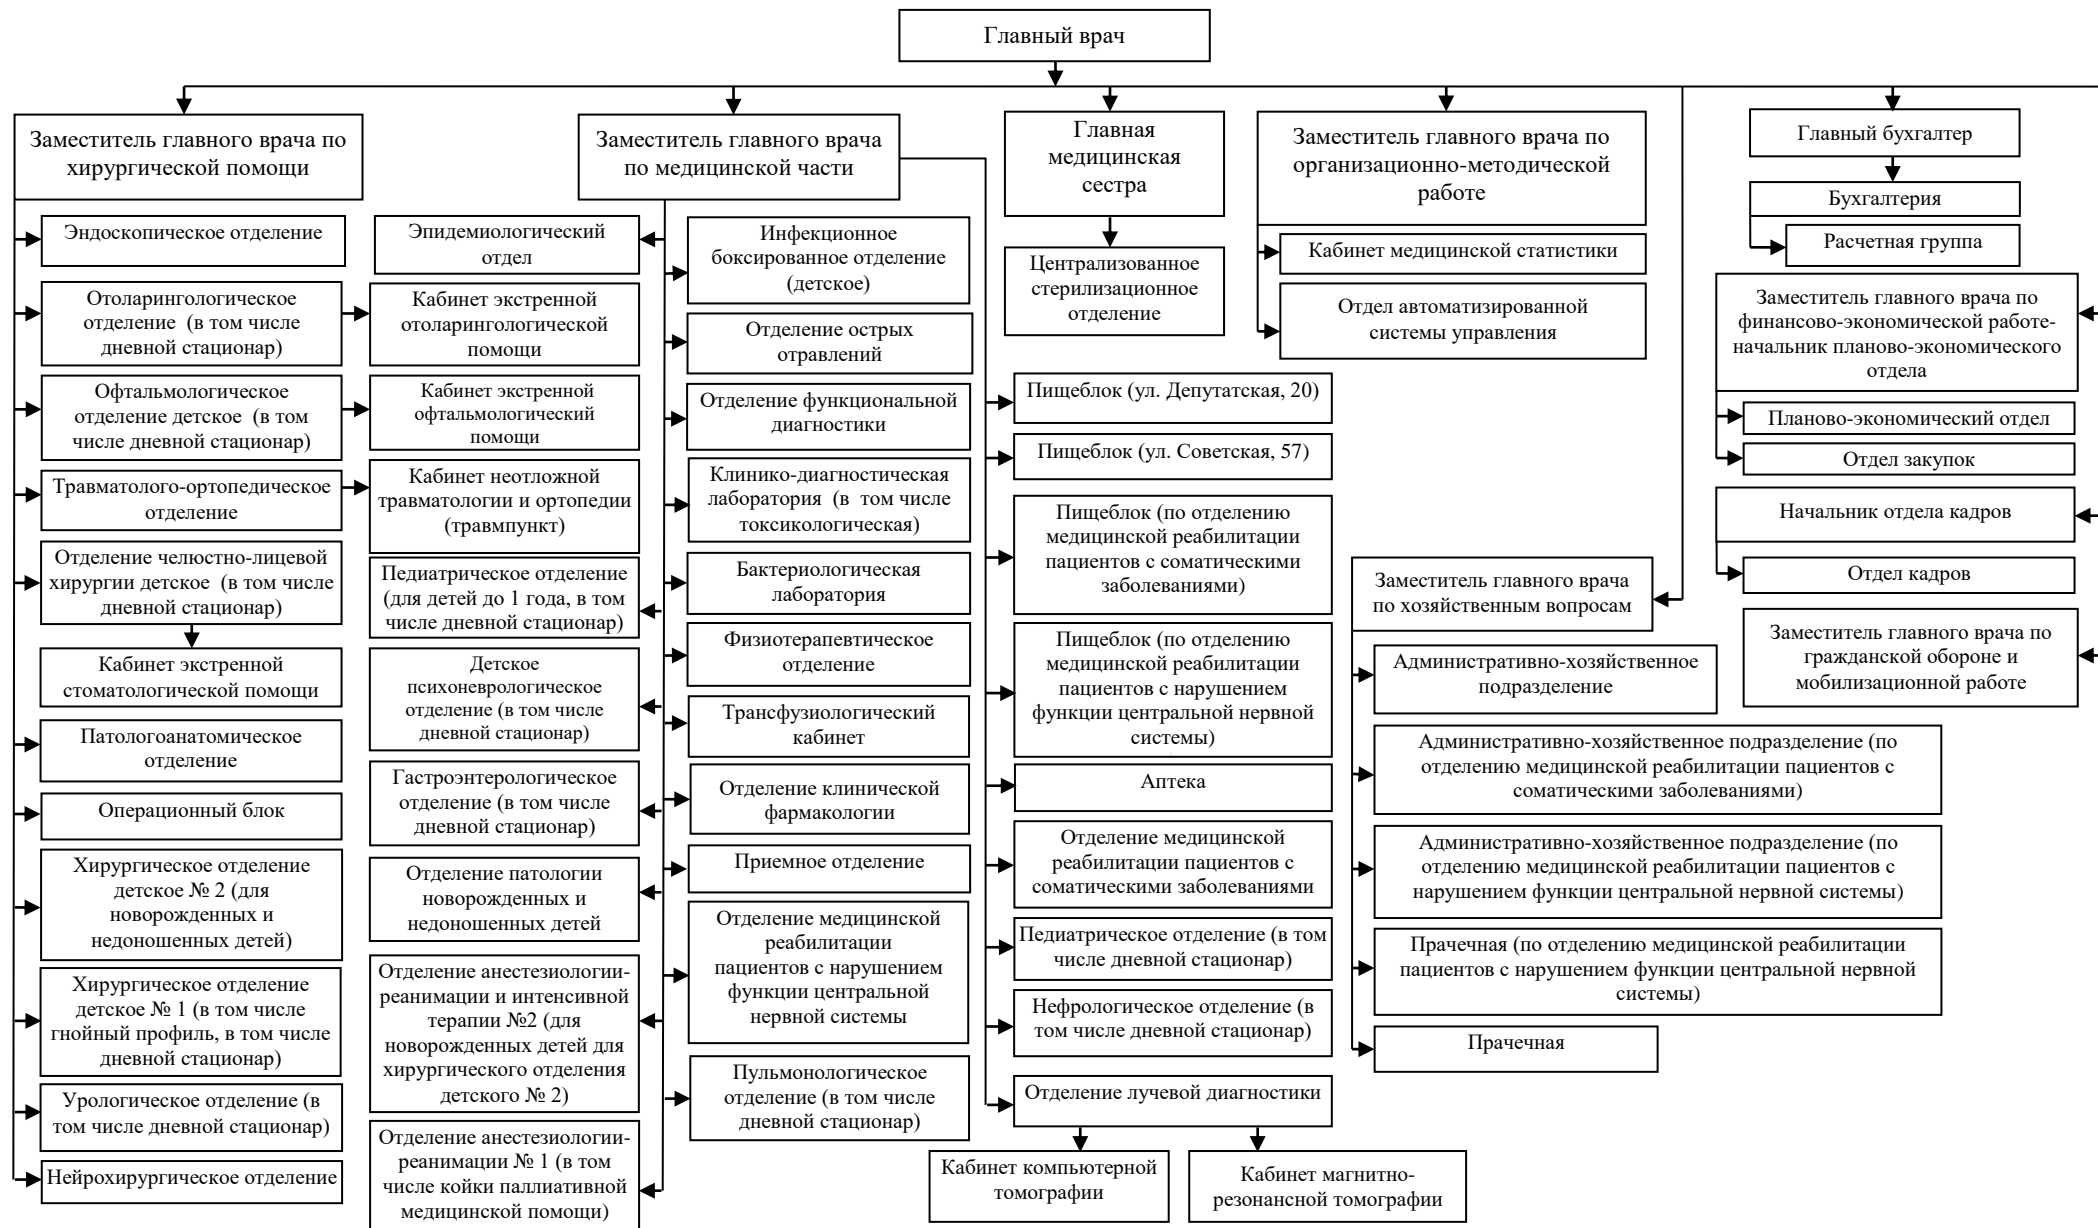 Главный врач
Заместитель главного врача по
хирургической помощи
Эндоскопическое отделение
Отоларингологическое
отделение (в том числе
дневной стационар)
Кабинет экстренной
отоларингологической
помощи
Офтальмологическое
отделение детское (в том
числе дневной стационар)
Кабинет экстренной
офтальмологический
помощи
Травматолого-ортопедическое
отделение
Кабинет неотложной
травматологии и ортопедии
(травмпункт)
Отделение челюстно-лицевой
хирургии детское (в том числе
дневной стационар)
Кабинет экстренной
стоматологической помощи
Патологоанатомическое
отделение
Операционный блок
Хирургическое отделение
детское № 2 (для
новорожденных и
недоношенных детей)
Хирургическое отделение
детское № 1 (в том числе
гнойный профиль, в том числе
дневной стационар)
Урологическое отделение (в
том числе дневной стационар)
Нейрохирургическое отделение
Заместитель главного врача
по медицинской части
Эпидемиологический
отдел
Педиатрическое отделение
(для детей до 1 года, в том
числе дневной стационар)
Детское
психоневрологическое
отделение (в том числе
дневной стационар)
Гастроэнтерологическое
отделение (в том числе
дневной стационар)
Отделение патологии
новорожденных и
недоношенных детей
Отделение анестезиологии-
реанимации и интенсивной
терапии №2 (для
новорожденных детей для
хирургического отделения
детского № 2)
Отделение анестезиологии-
реанимации № 1 (в том
числе койки паллиативной
медицинской помощи)
Инфекционное
боксированное отделение
(детское)
Отделение острых
отравлений
Отделение функциональной
диагностики
Клинико-диагностическая
лаборатория (в том числе
токсикологическая)
Бактериологическая
лаборатория
Физиотерапевтическое
отделение
Трансфузиологический
кабинет
Отделение клинической
фармакологии
Приемное отделение
Отделение медицинской
реабилитации
пациентов с нарушением
функции центральной
нервной системы
Пульмонологическое
отделение (в том числе
дневной стационар)
Пищеблок (ул. Депутатская, 20)
Пищеблок (ул. Советская, 57)
Пищеблок (по отделению
медицинской реабилитации
пациентов с соматическими
заболеваниями)
Пищеблок (по отделению
медицинской реабилитации
пациентов с нарушением
функции центральной нервной
системы)
Аптека
Отделение медицинской
реабилитации пациентов с
соматическими заболеваниями
Педиатрическое отделение (в том
числе дневной стационар)
Нефрологическое отделение (в
том числе дневной стационар)
Отделение лучевой диагностики
Кабинет компьютерной
томографии
Кабинет магнитно-
резонансной томографии
Главная
медицинская
сестра
Централизованное
стерилизационное
отделение
Заместитель главного врача по
организационно-методической
работе
Кабинет медицинской статистики
Отдел автоматизированной
системы управления
Заместитель главного врача
по хозяйственным вопросам
Административно-хозяйственное
подразделение
Административно-хозяйственное подразделение (по
отделению медицинской реабилитации пациентов с
соматическими заболеваниями)
Административно-хозяйственное подразделение (по
отделению медицинской реабилитации пациентов с
нарушением функции центральной нервной системы)
Прачечная (по отделению медицинской реабилитации
пациентов с нарушением функции центральной нервной
системы)
Прачечная
Главный бухгалтер
Бухгалтерия
Расчетная группа
Заместитель главного врача по
финансово-экономической работе-
начальник планово-экономического
отдела
Планово-экономический отдел
Отдел закупок
Начальник отдела кадров
Отдел кадров
Заместитель главного врача по
гражданской обороне и
мобилизационной работе